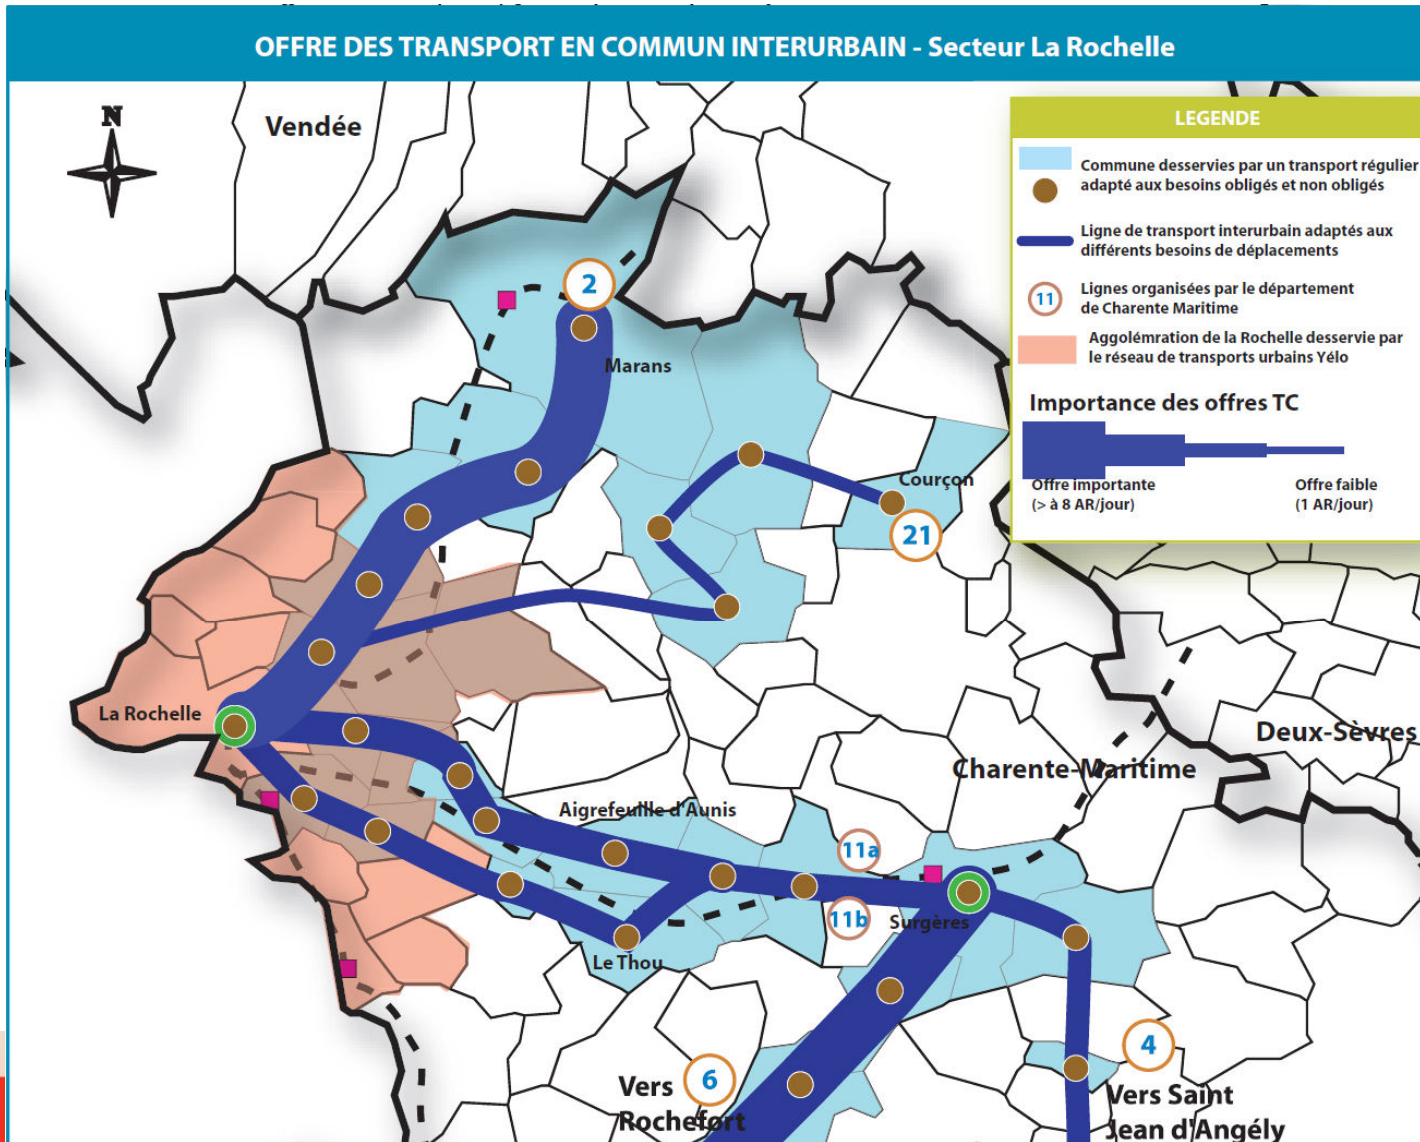 OFFRE DES TRANSPORT EN COMMUN INTERURBAIN - Secteur La Rochelle
N
Vendée
LEGENDE
Commune desservies par un transport régulier
adapté aux besoins obligés et non obligés
Ligne de transport interurbain adaptés aux
différents besoins de déplacements
11
Lignes organisées par le département
de Charente Maritime
Aggolémration de la Rochelle desservie par
le réseau de transports urbains Yélo
Importance des offres TC
Offre importante
(> à 8 AR/jour)
Offre faible
(1 AR/jour)
2
Marans
Courçon
21
La Rochelle
Deux-Sèvres
Charente-Maritime
Aigrefeuille d'Aunis
11a
11b
Surgères
Le Thou
4
6
Vers
Rochefort
Vers Saint
Jean d'Angély